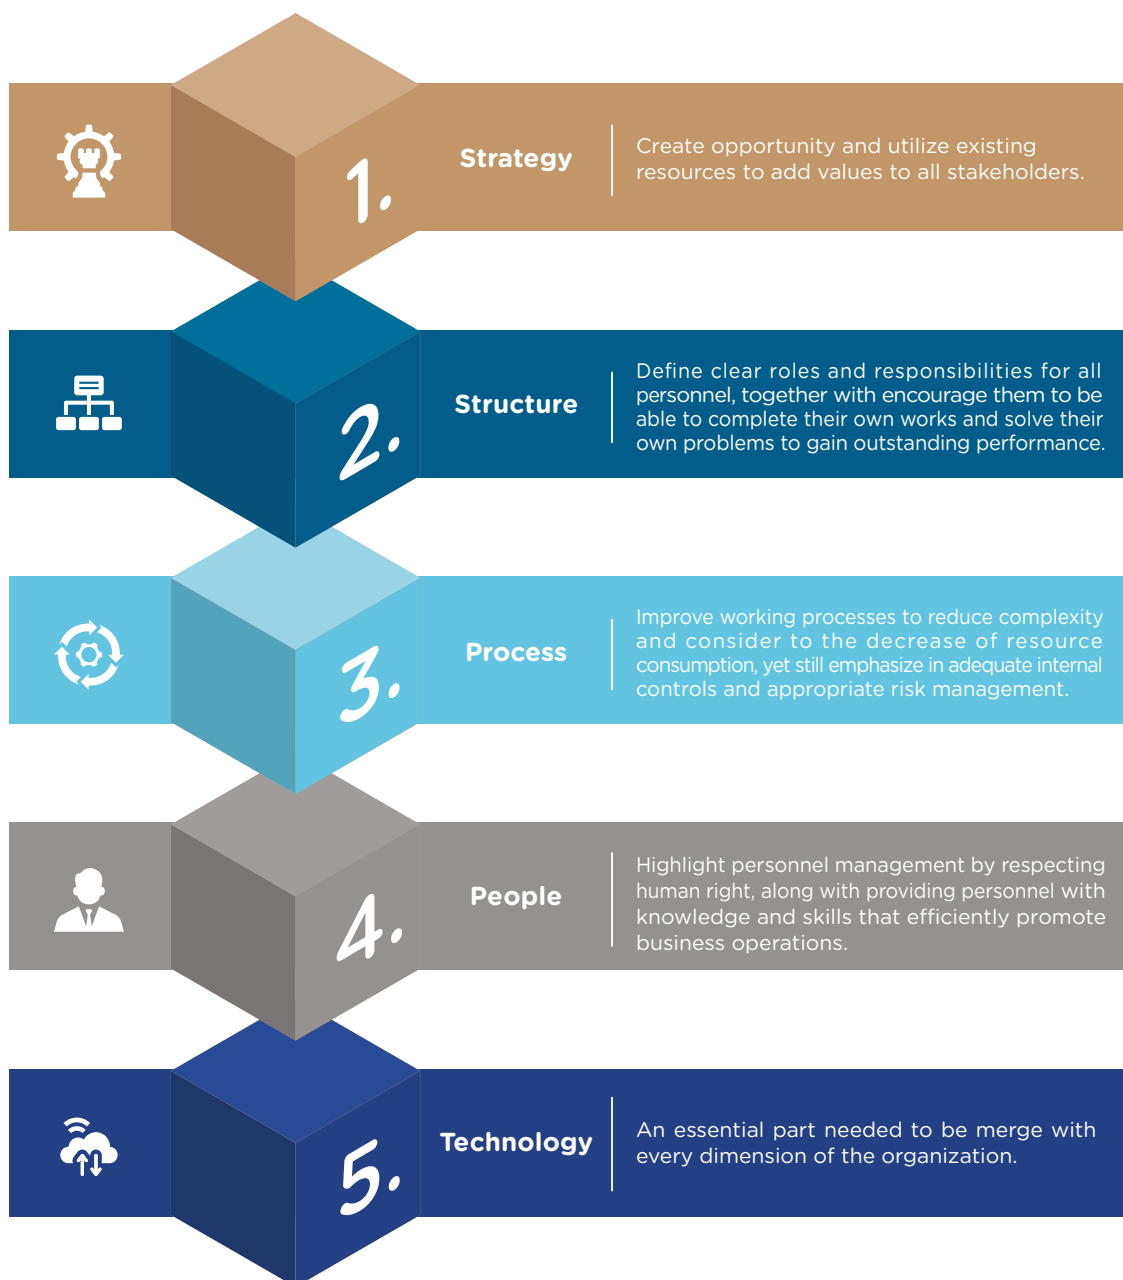 1.
Strategy
Create opportunity and utilize existing
resources to add values to all stakeholders.
2.
Structure
Define clear roles and responsibilities for all
personnel, together with encourage them to be
able to complete their own works and solve their
own problems to gain outstanding performance.
3.
Process
Improve working processes to reduce complexity
and consider to the decrease of resource
consumption, yet still emphasize in adequate internal
controls and appropriate risk management.
4.
People
Highlight personnel management by respecting
human right, along with providing personnel with
knowledge and skills that efficiently promote
business operations.
5.
Technology
An essential part needed to be merge with
every dimension of the organization.